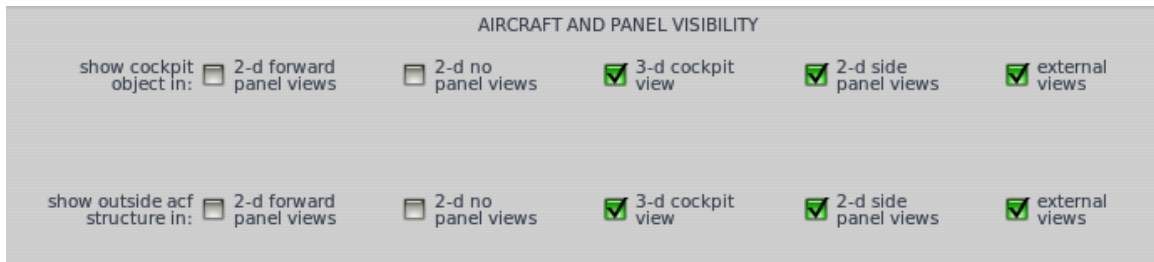 AIRCRAFT AND PANEL VISIBILITY
show cockpit object in:
2-d forward panel views
2-d no panel views
3-d cockpit view
2-d side panel views
external views
show outside acf structure in:
2-d forward panel views
2-d no panel views
3-d cockpit view
2-d side panel views
external views